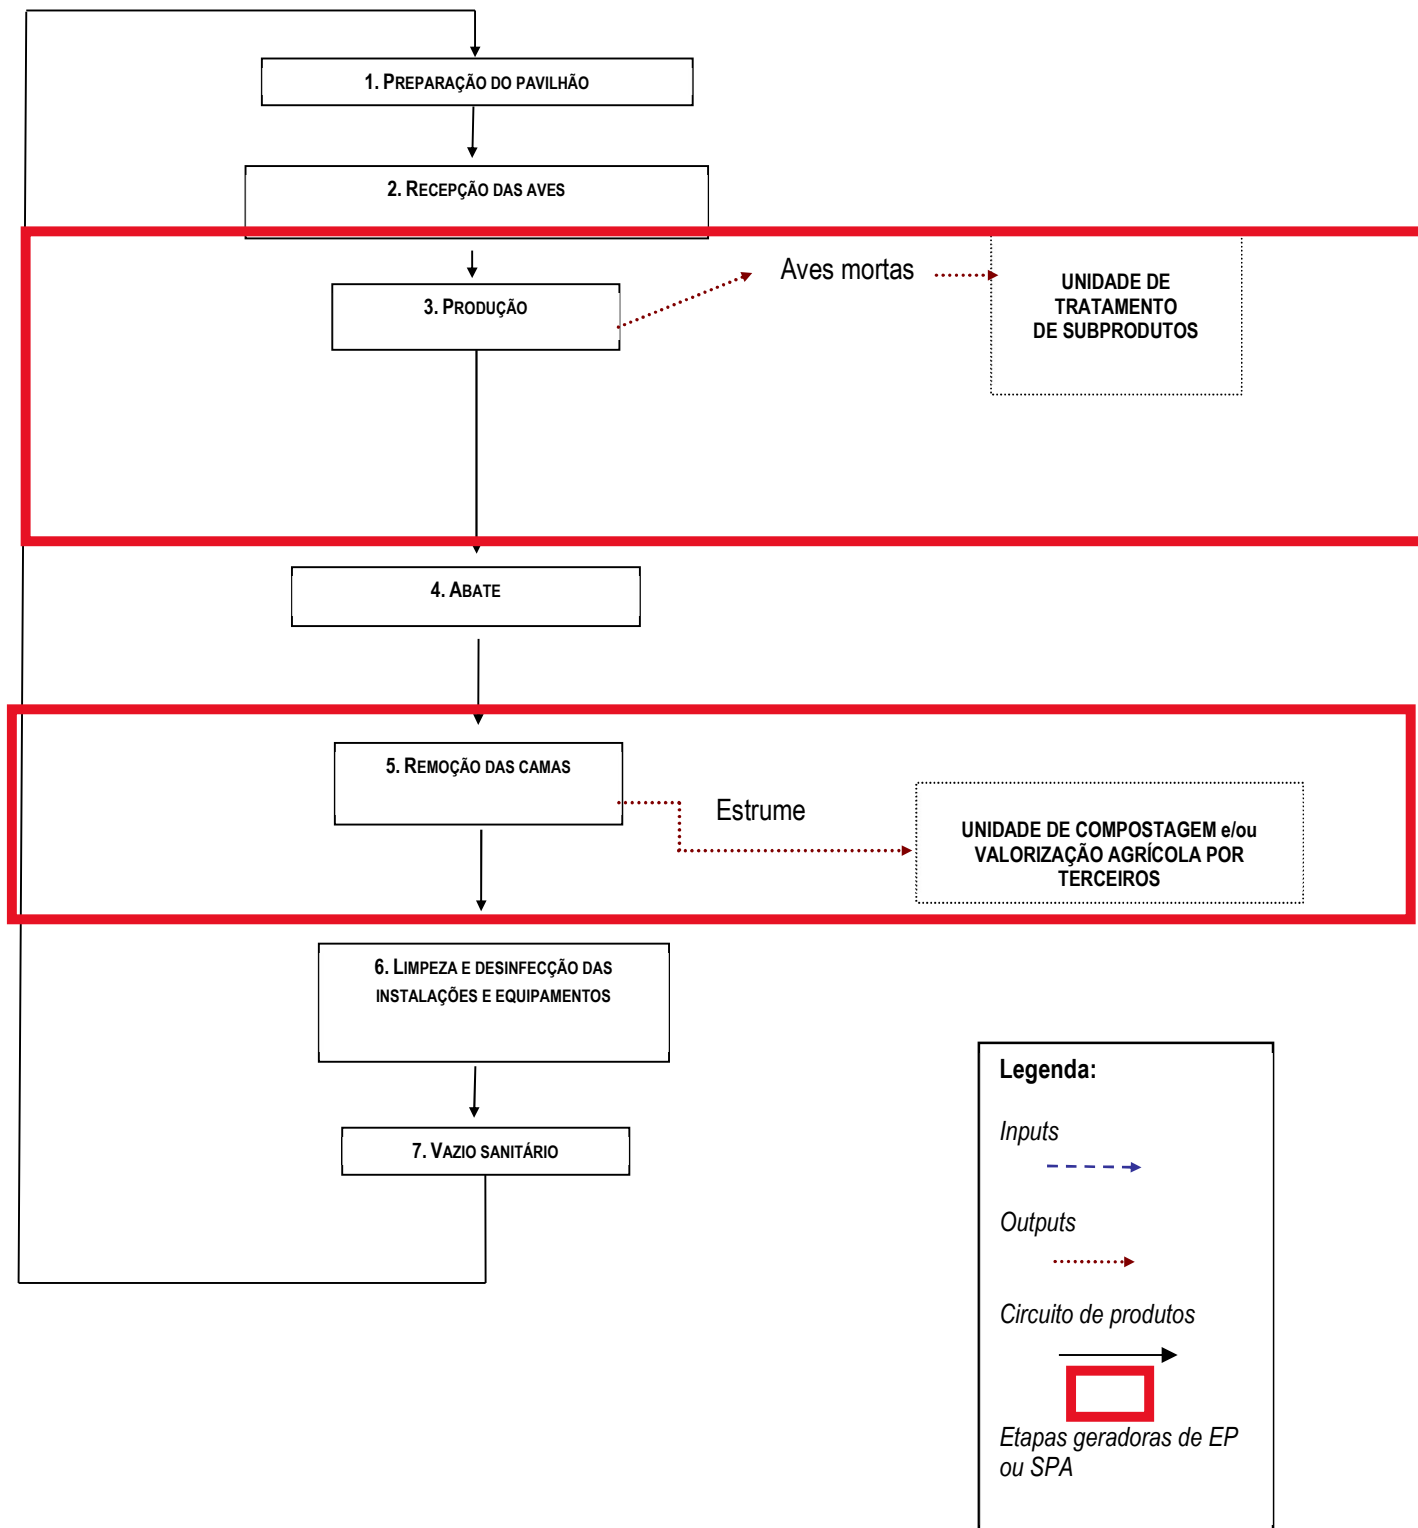 1. PREPARAÇÃO DO PAVILHÃO
2. RECEPÇÃO DAS AVES
3. PRODUÇÃO
Aves mortas
UNIDADE DE
TRATAMENTO
DE SUBPRODUTOS
4. ABATE
5. REMOÇÃO DAS CAMAS
Estrume
UNIDADE DE COMPOSTAGEM e/ou
VALORIZAÇÃO AGRÍCOLA POR
TERCEIROS
6. LIMPEZA E DESINFECÇÃO DAS
INSTALAÇÕES E EQUIPAMENTOS
7. VAZIO SANITÁRIO
Legenda:
Inputs
Outputs
Circuito de produtos
Etapas geradoras de EP
ou SPA